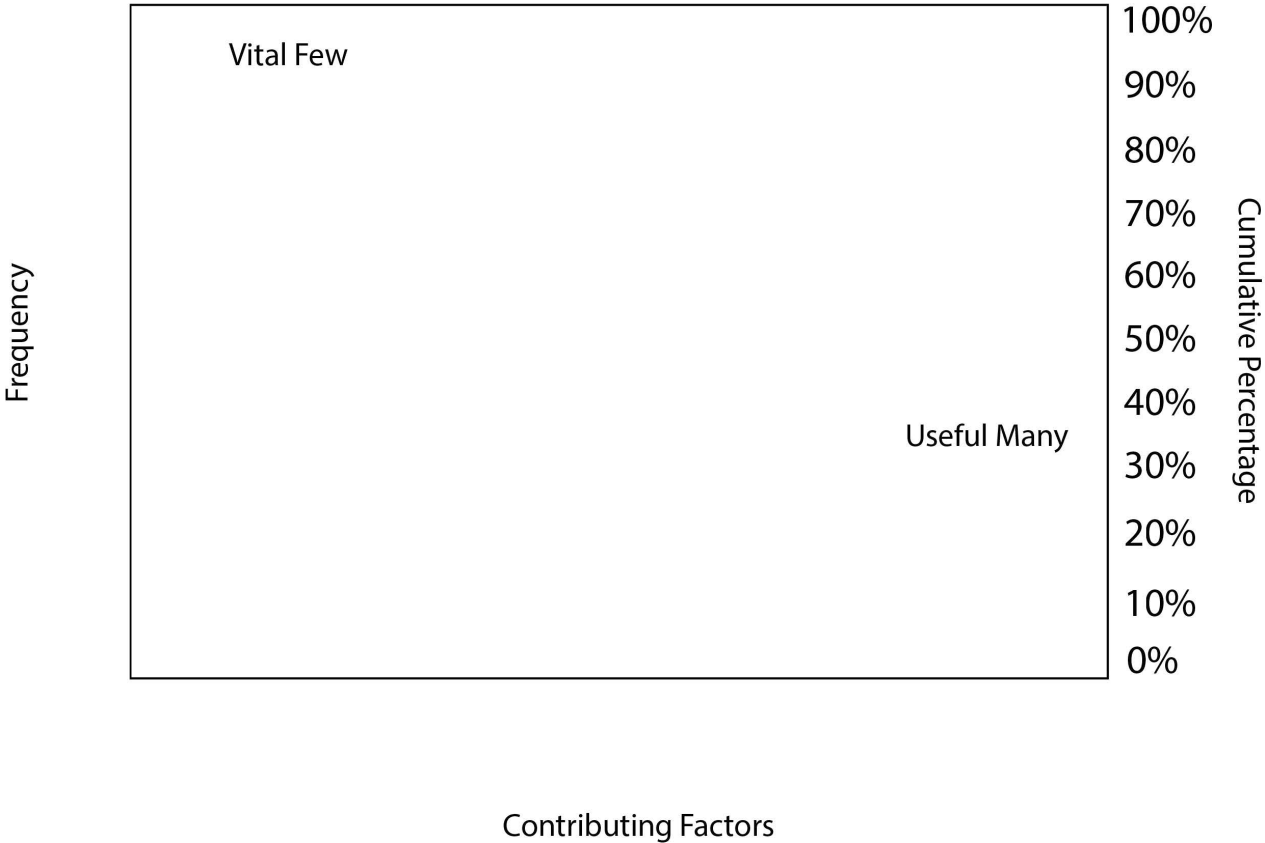 Vital Few
100%
90%
80%
70%
60%
50%
40%
30%
20%
10%
0%
Frequency
Cumulative Percentage
Useful Many
Contributing Factors